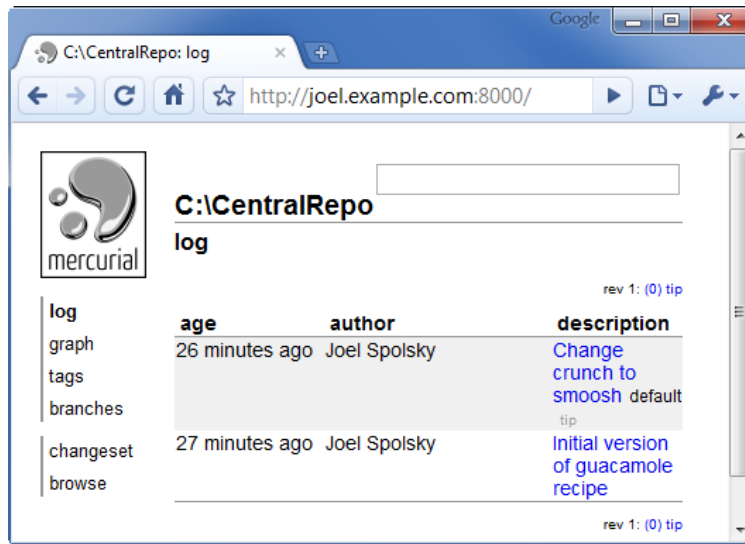 Google
C:\CentralRepo: log
http://joel.example.com:8000/
mercurial
C:\CentralRepo
log
rev 1: (0) tip
log
graph
tags
branches
changeset
browse
age author description
26 minutes ago Joel Spolsky Change
crunch to
smoosh default
tip
27 minutes ago Joel Spolsky Initial version
of guacamole
recipe
rev 1: (0) tip